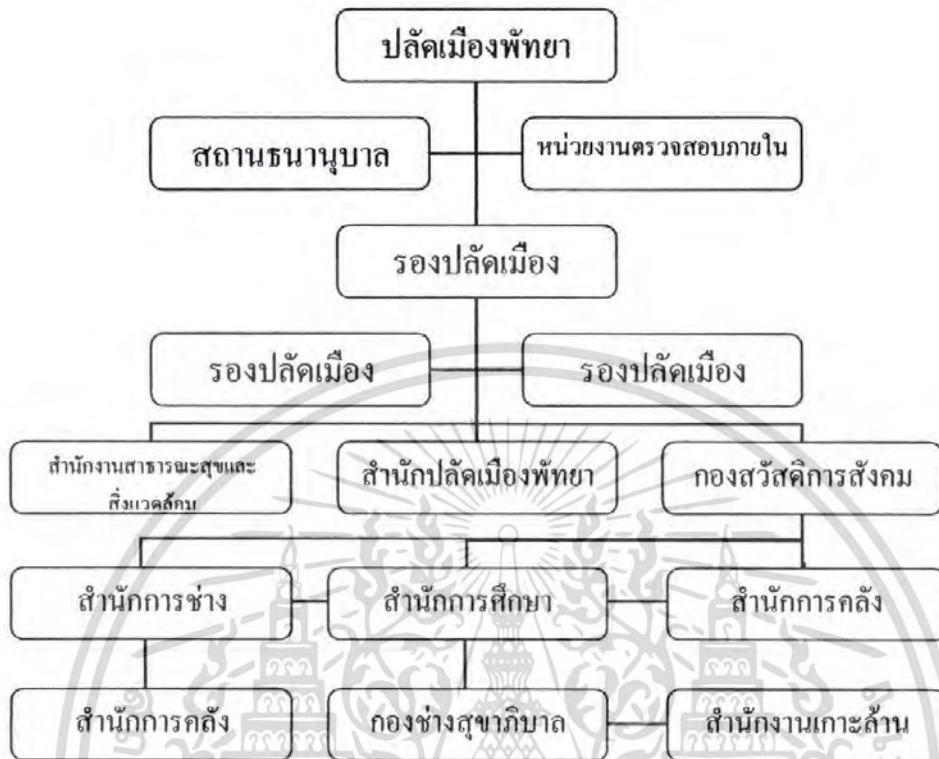 ปลัดเมืองพัทยา
สถานธนานุบาล
หน่วยงานตรวจสอบภายใน
รองปลัดเมือง
รองปลัดเมือง
รองปลัดเมือง
สำนักงานสาธารณะสุขและ
สิ่งแวดล้อม
สำนักปลัดเมืองพัทยา
กองสวัสดิการสังคม
สำนักการช่าง
สำนักการศึกษา
สำนักการคลัง
สำนักการคลัง
กองช่างสุขาภิบาล
สำนักงานเกาะล้าน